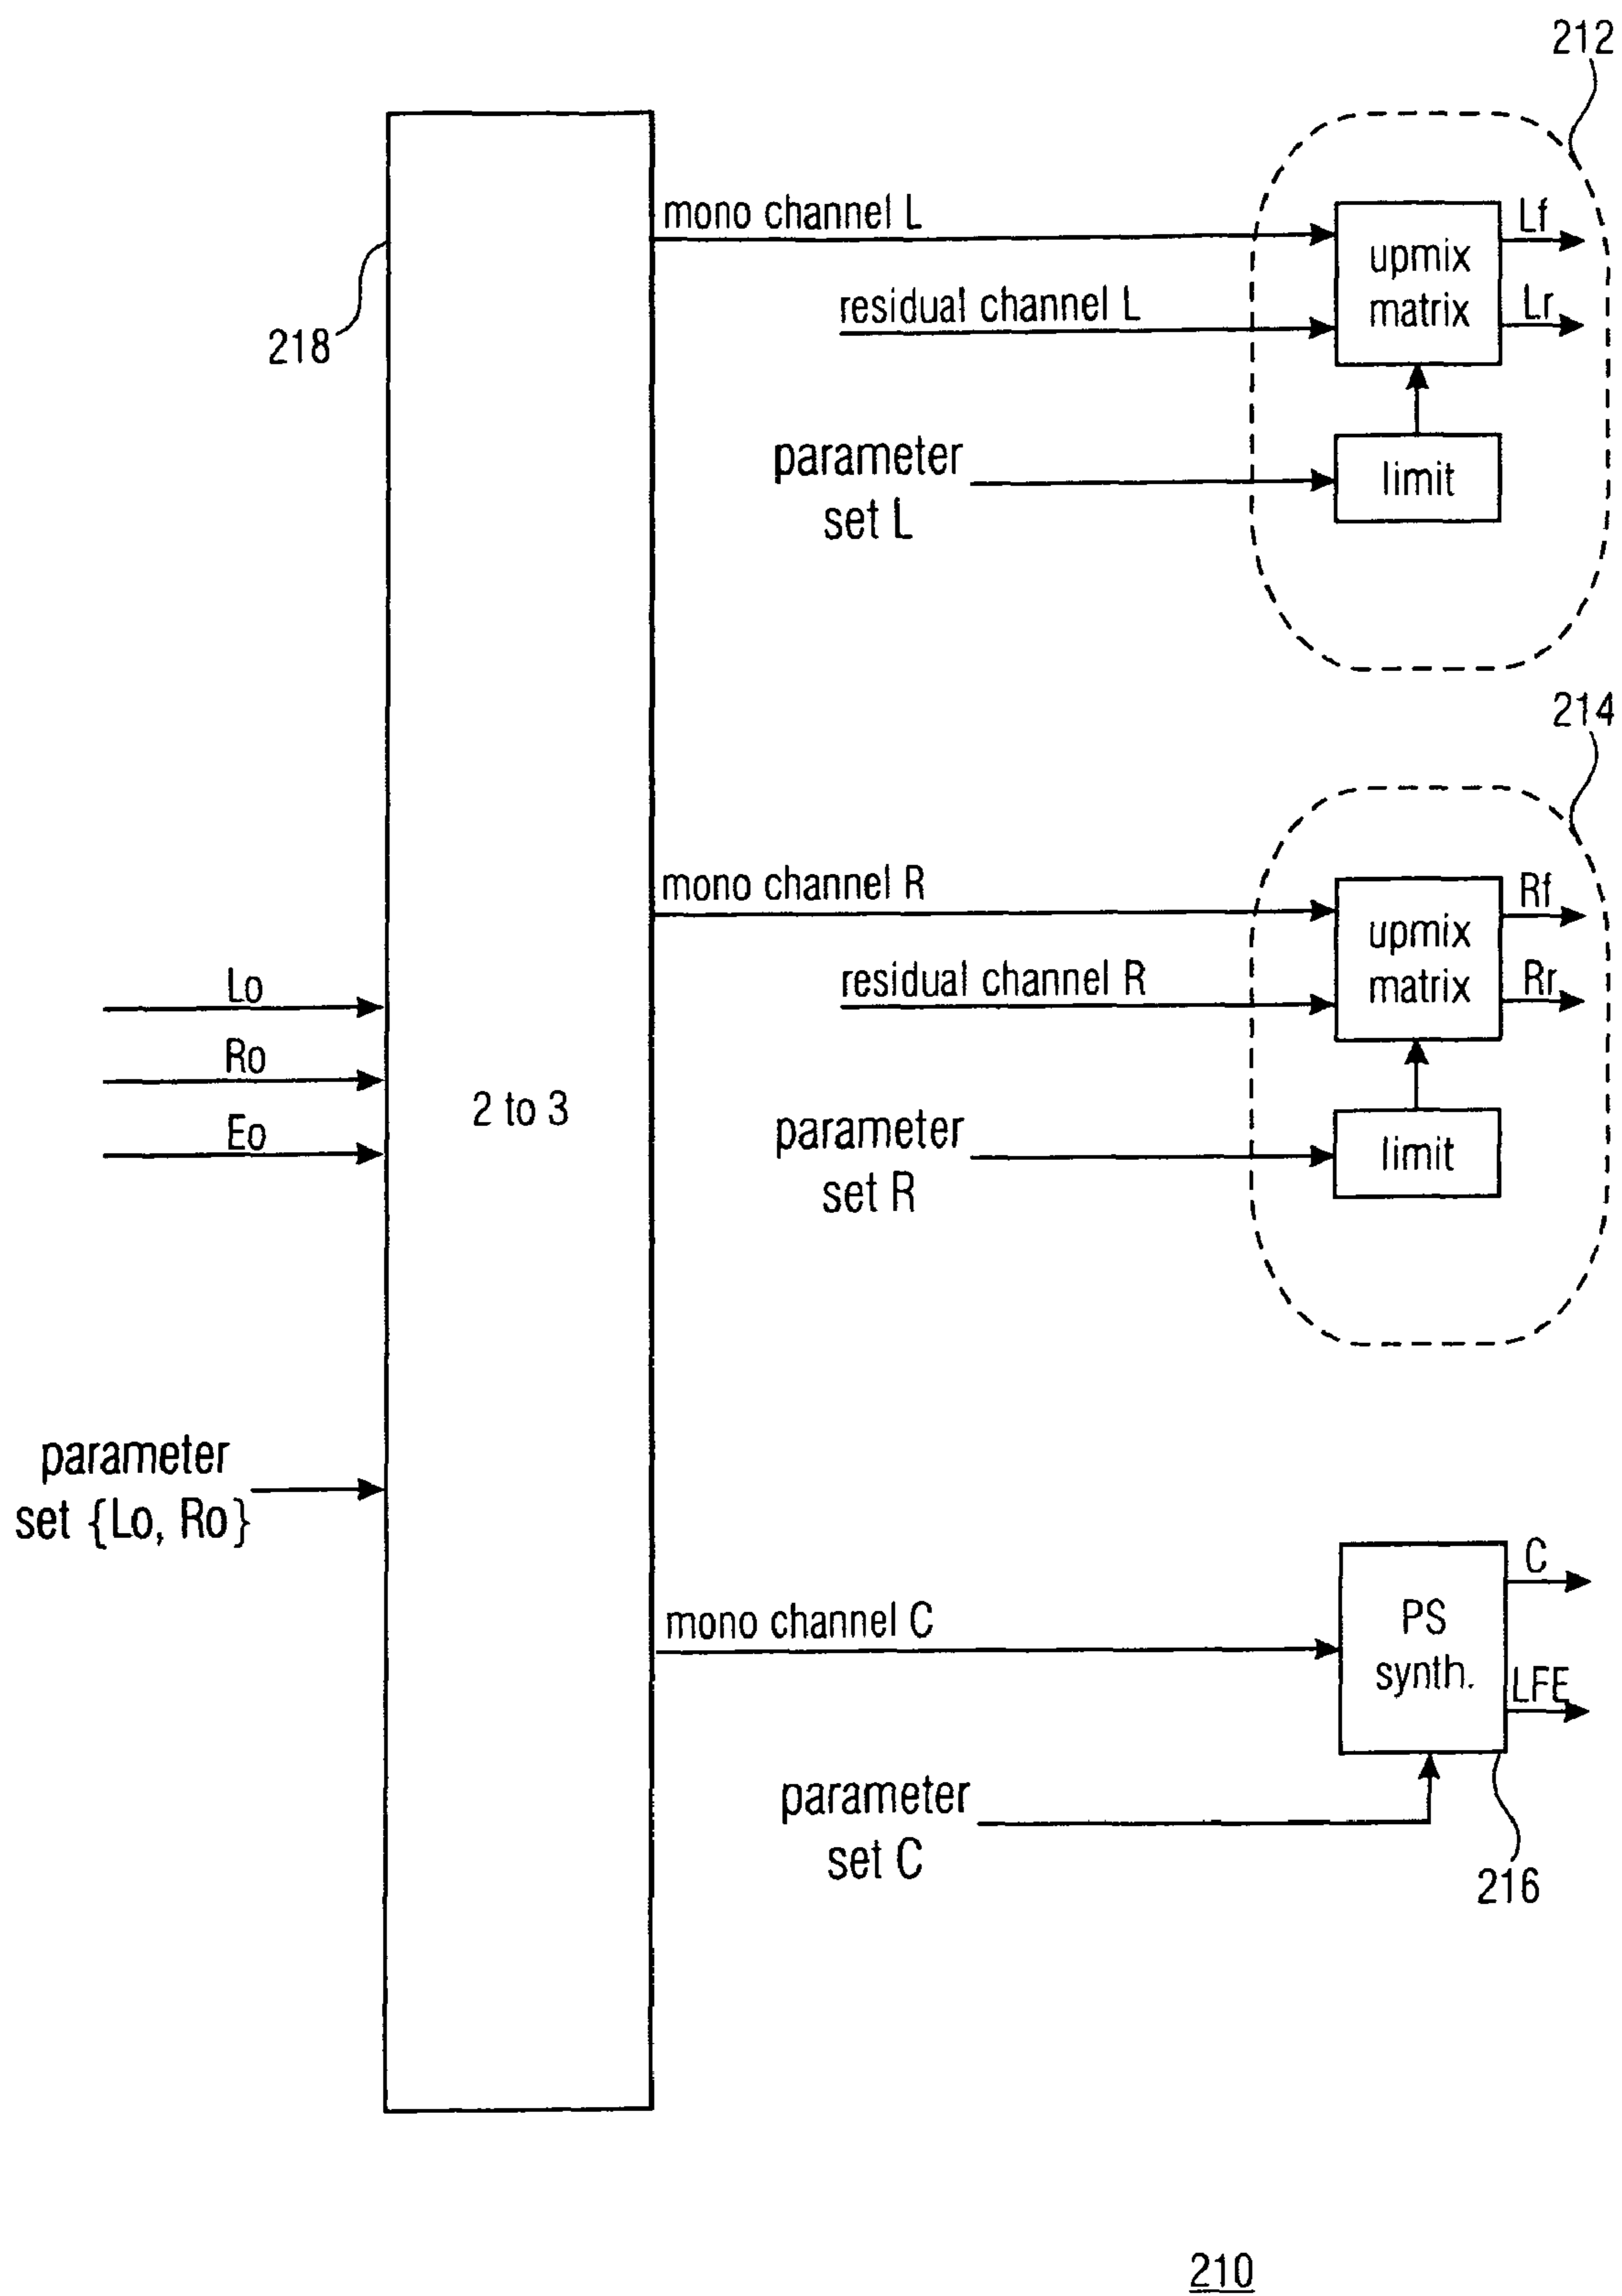 212
mono channel L
Lf
upmix
matrix
residual channel L
Lr
218
parameter
set L
limit
214
mono channel R
Rf
upmix
matrix
residual channel R
Rr
Lo
Ro
Eo
2 to 3
parameter
set R
limit
parameter
set {Lo, Ro}
mono channel C
C
PS
synth.
LFE
parameter
set C
216
210